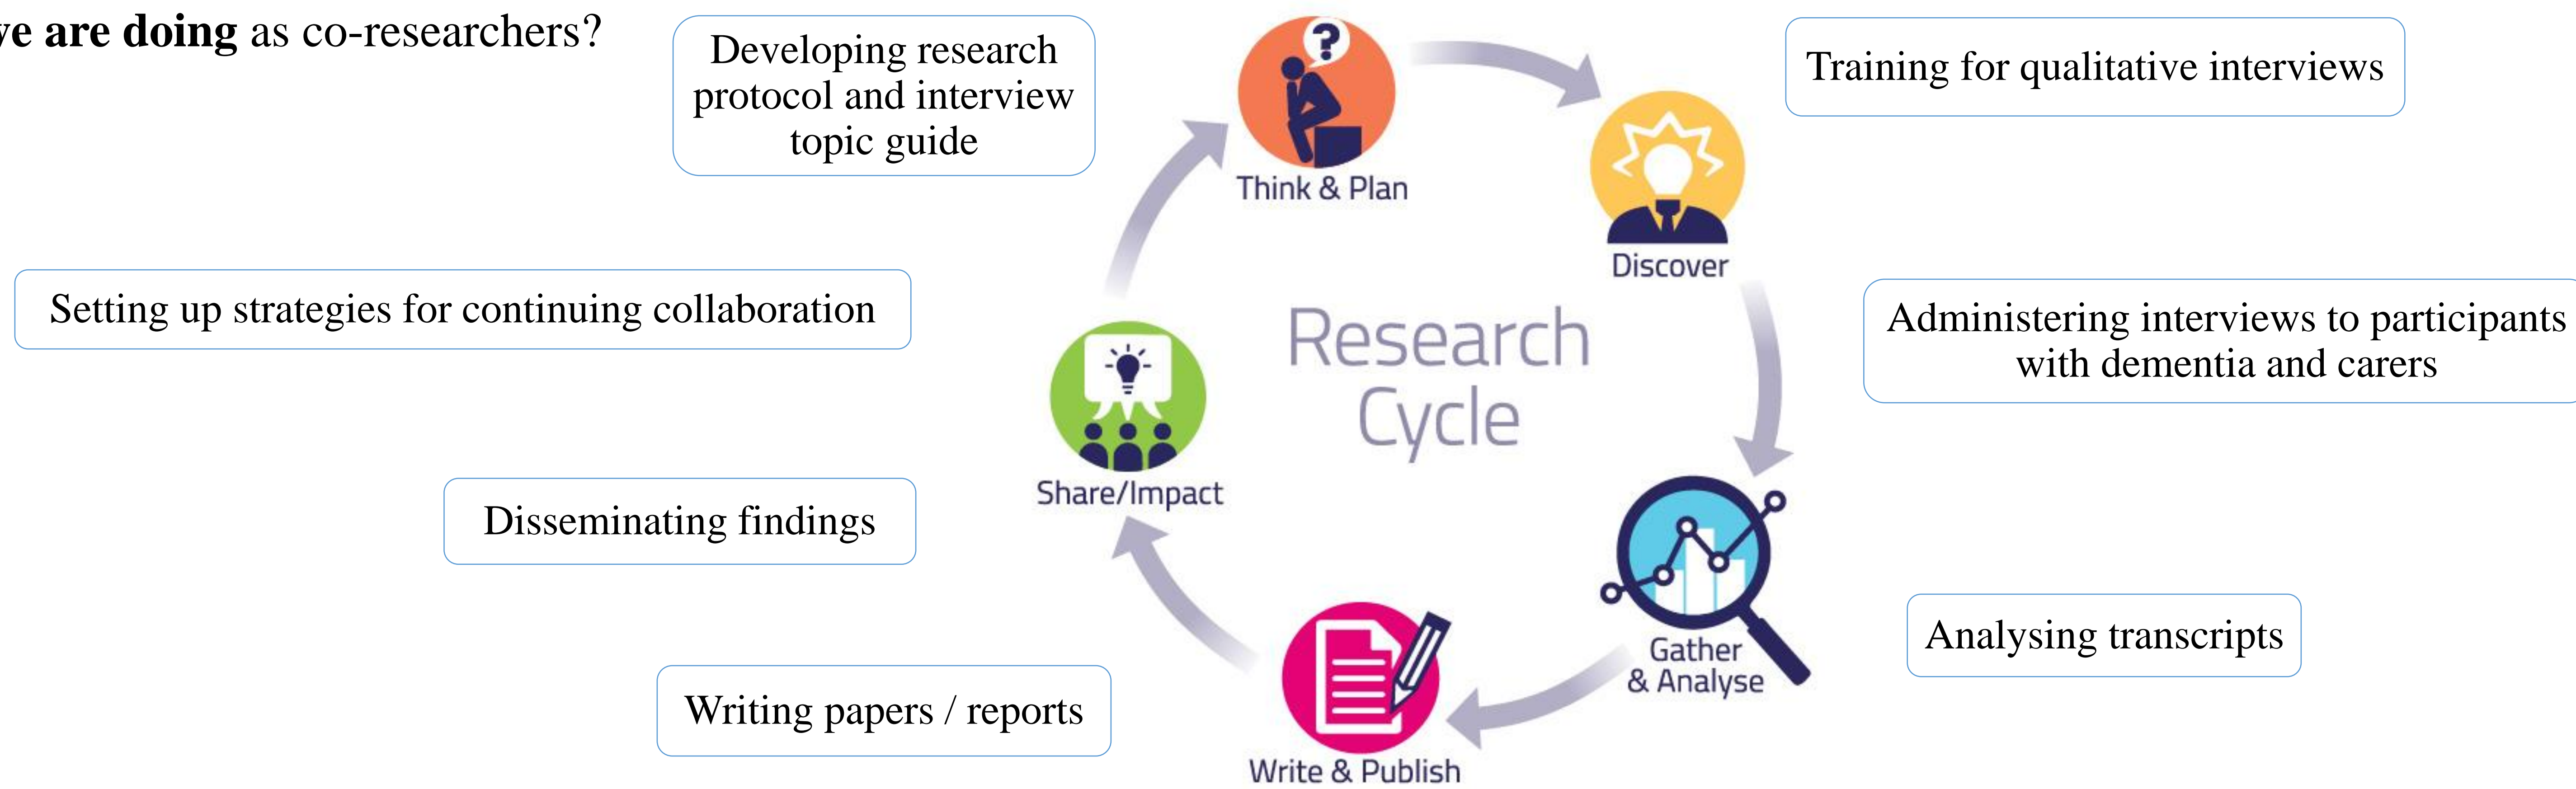 are doing as co-researchers?
Developing research
protocol and interview
topic guide
Think & Plan
Training for qualitative interviews
Discover
Setting up strategies for continuing collaboration
Research
Cycle
Administering interviews to participants
with dementia and carers
Share/Impact
Disseminating findings
Gather
& Analyse
Analysing transcripts
Writing papers / reports
Write & Publish